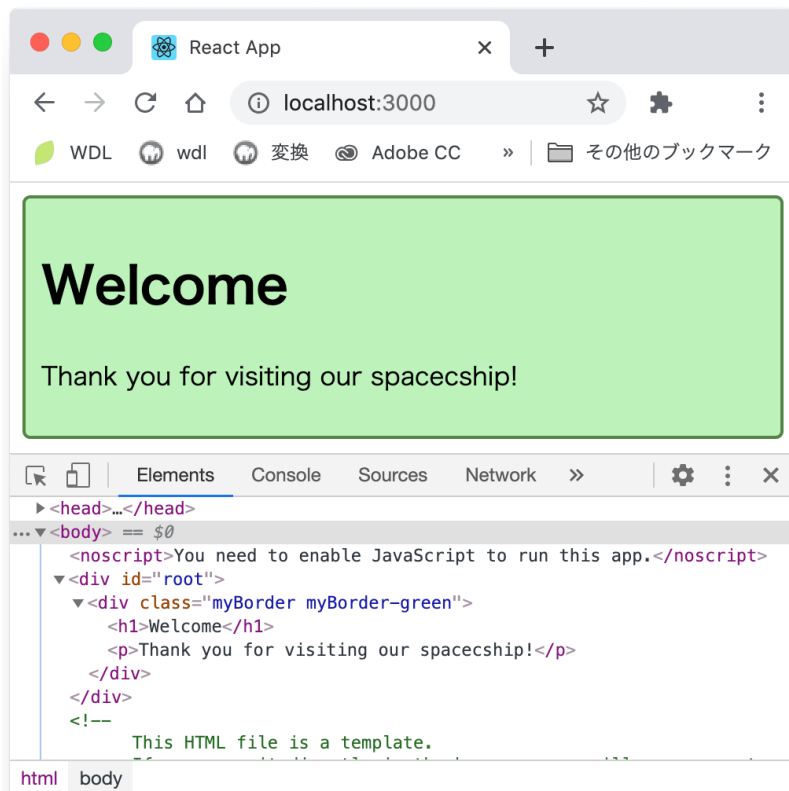 React App
localhost:3000
WDL wdl 変換 Adobe CC » その他のブックマーク
Welcome
Thank you for visiting our spacecship!
Elements Console Sources Network »
<head>…</head>
<body> == $0
<noscript>You need to enable JavaScript to run this app.</noscript>
<div id="root">
<div class="myBorder myBorder-green">
<h1>Welcome</h1>
<p>Thank you for visiting our spacecship!</p>
</div>
</div>
<!--
This HTML file is a template.
html body